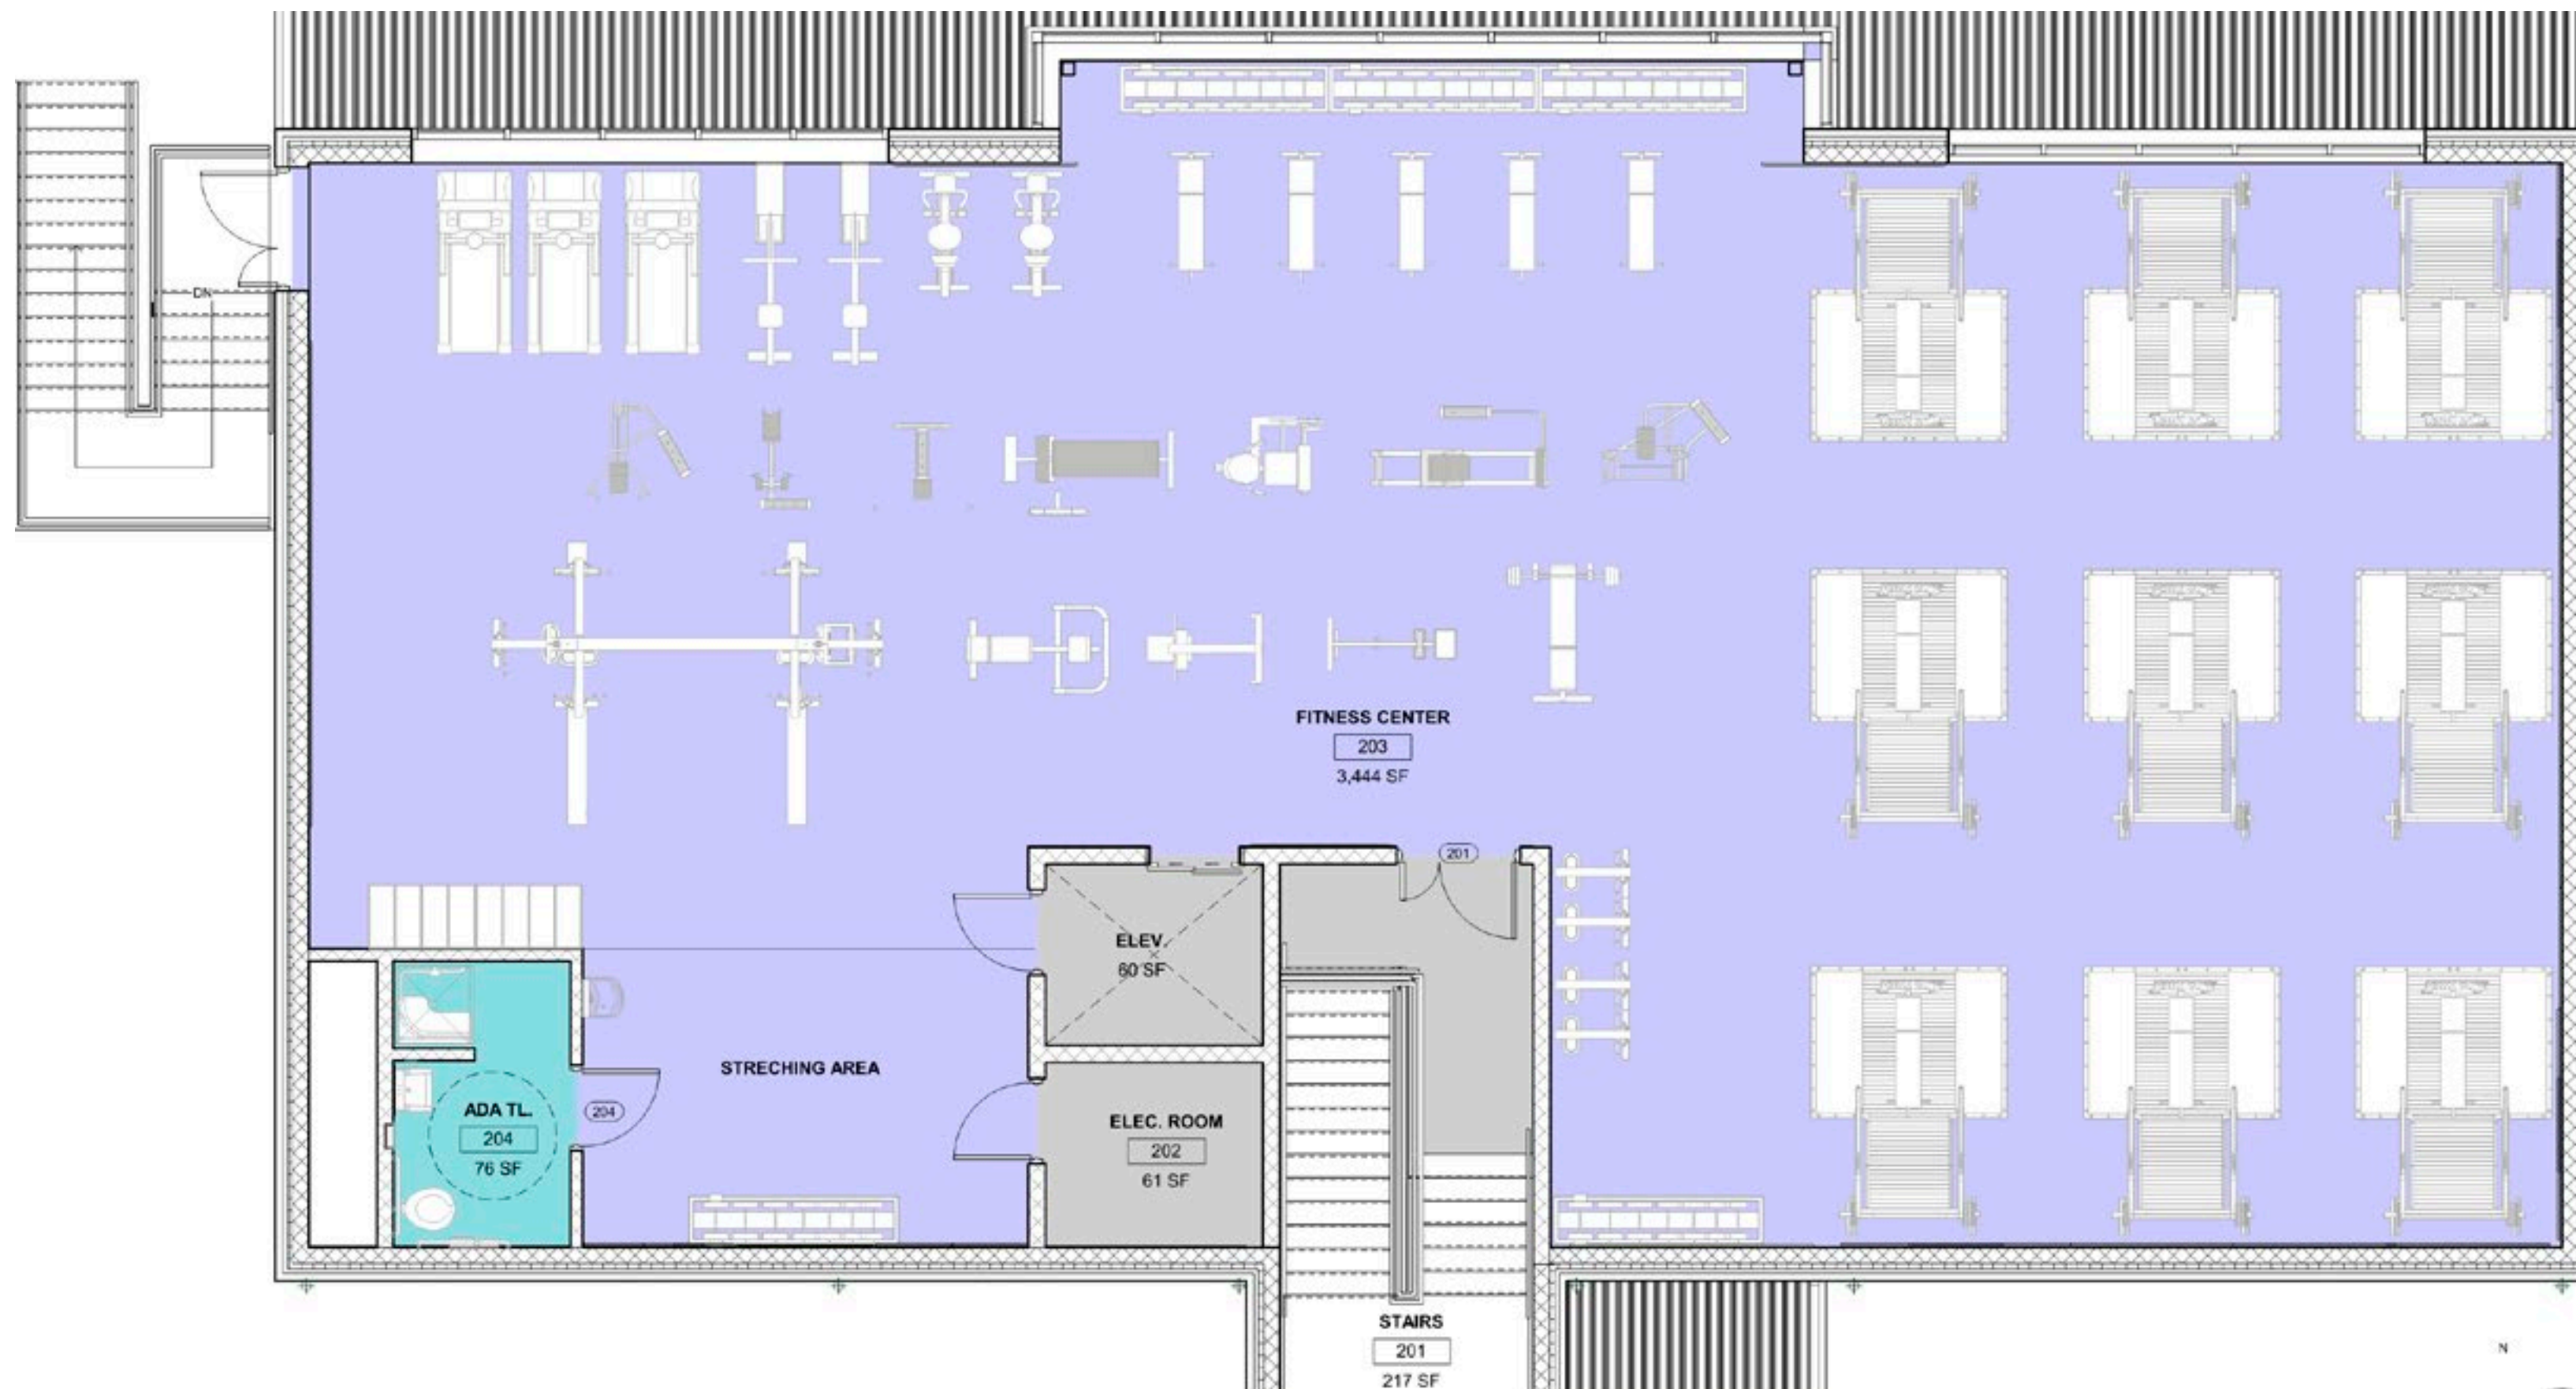 DN
FITNESS CENTER
203
3,444 SF
201
ELEV.
60 SF
STRECHING AREA
ADA TL.
204
76 SF
204
ELEC. ROOM
202
61 SF
STAIRS
201
217 SF
N